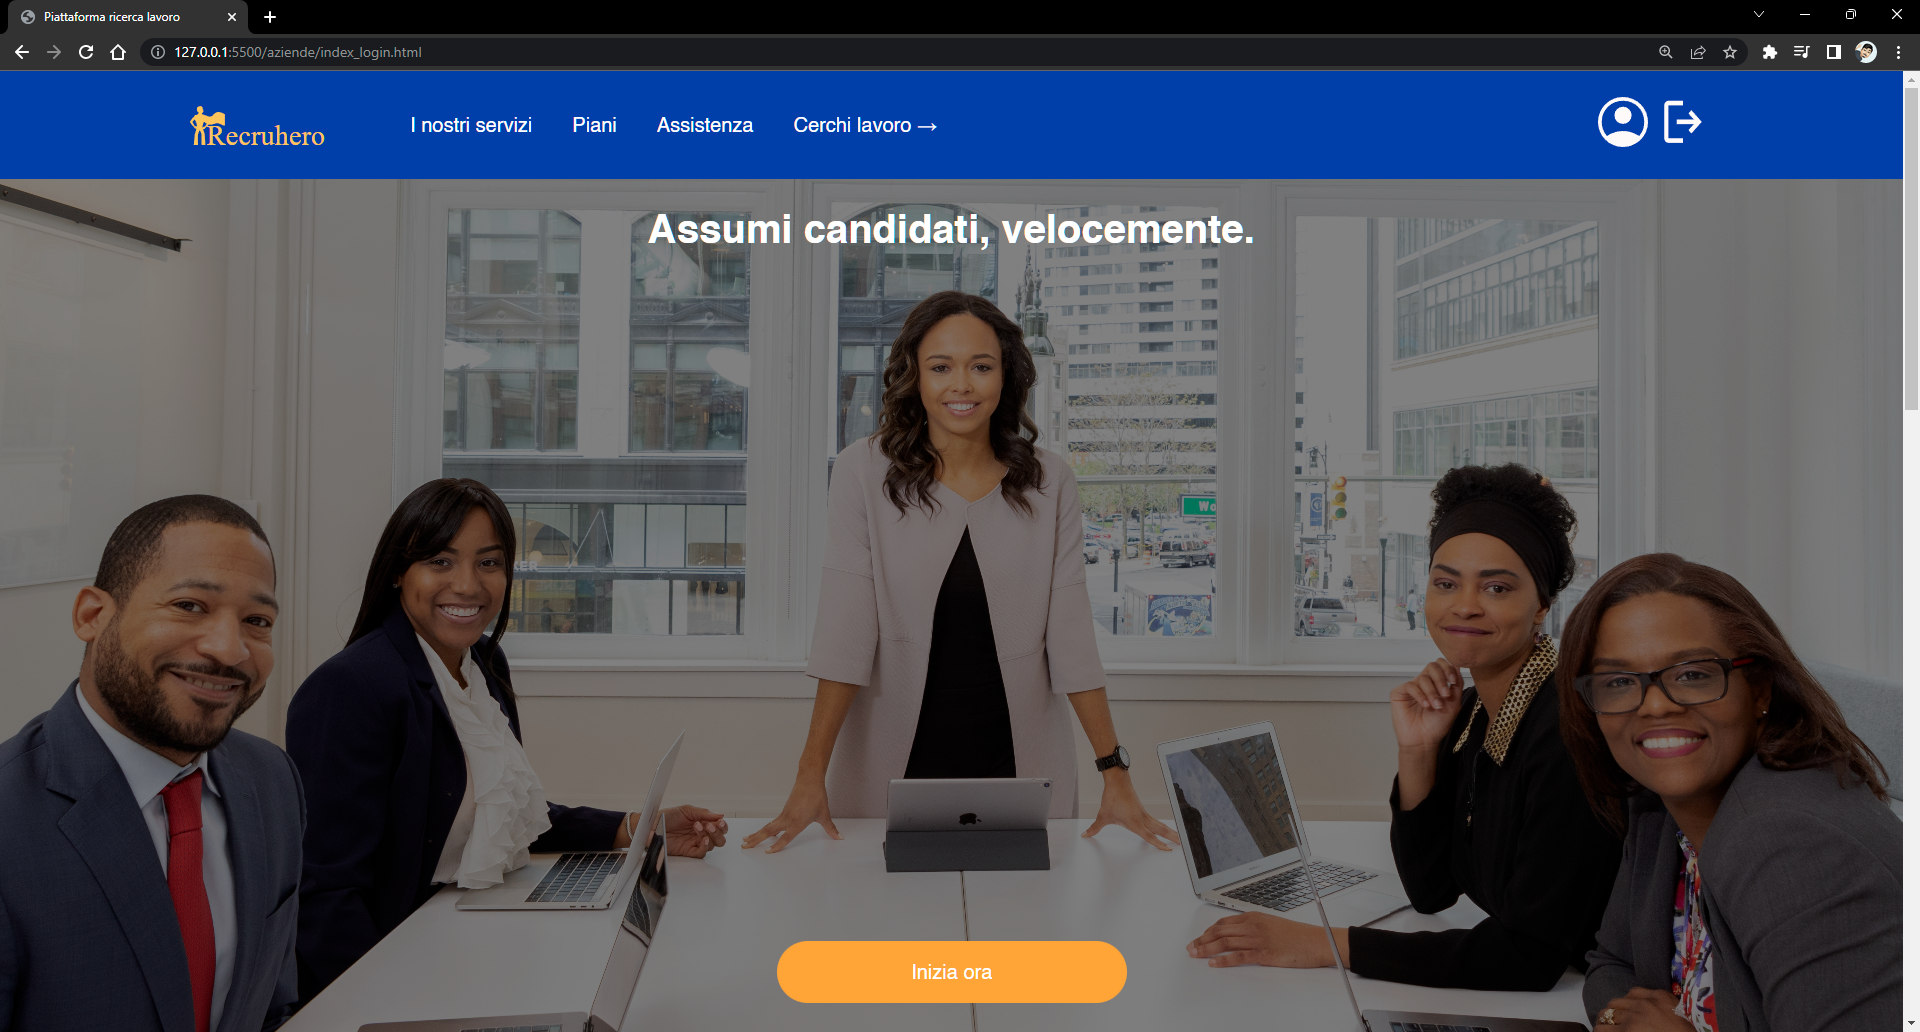 Piattaforma ricerca lavoro
127.0.0.1:5500/aziende/index_login.html
Recruhero
I nostri servizi
Piani
Assistenza
Cerchi lavoro →
Assumi candidati, velocemente.
Wo
Inizia ora